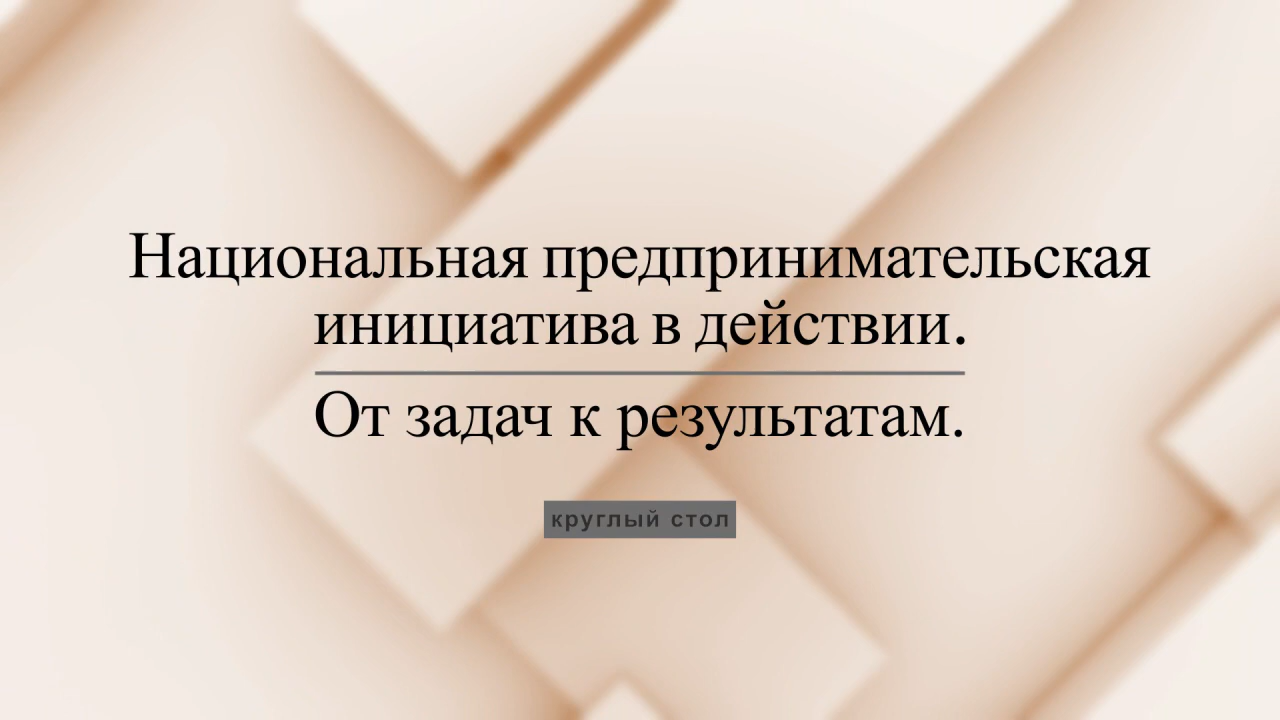 Национальная предпринимательская
инициатива в действии.
От задач к результатам.
круглый стол